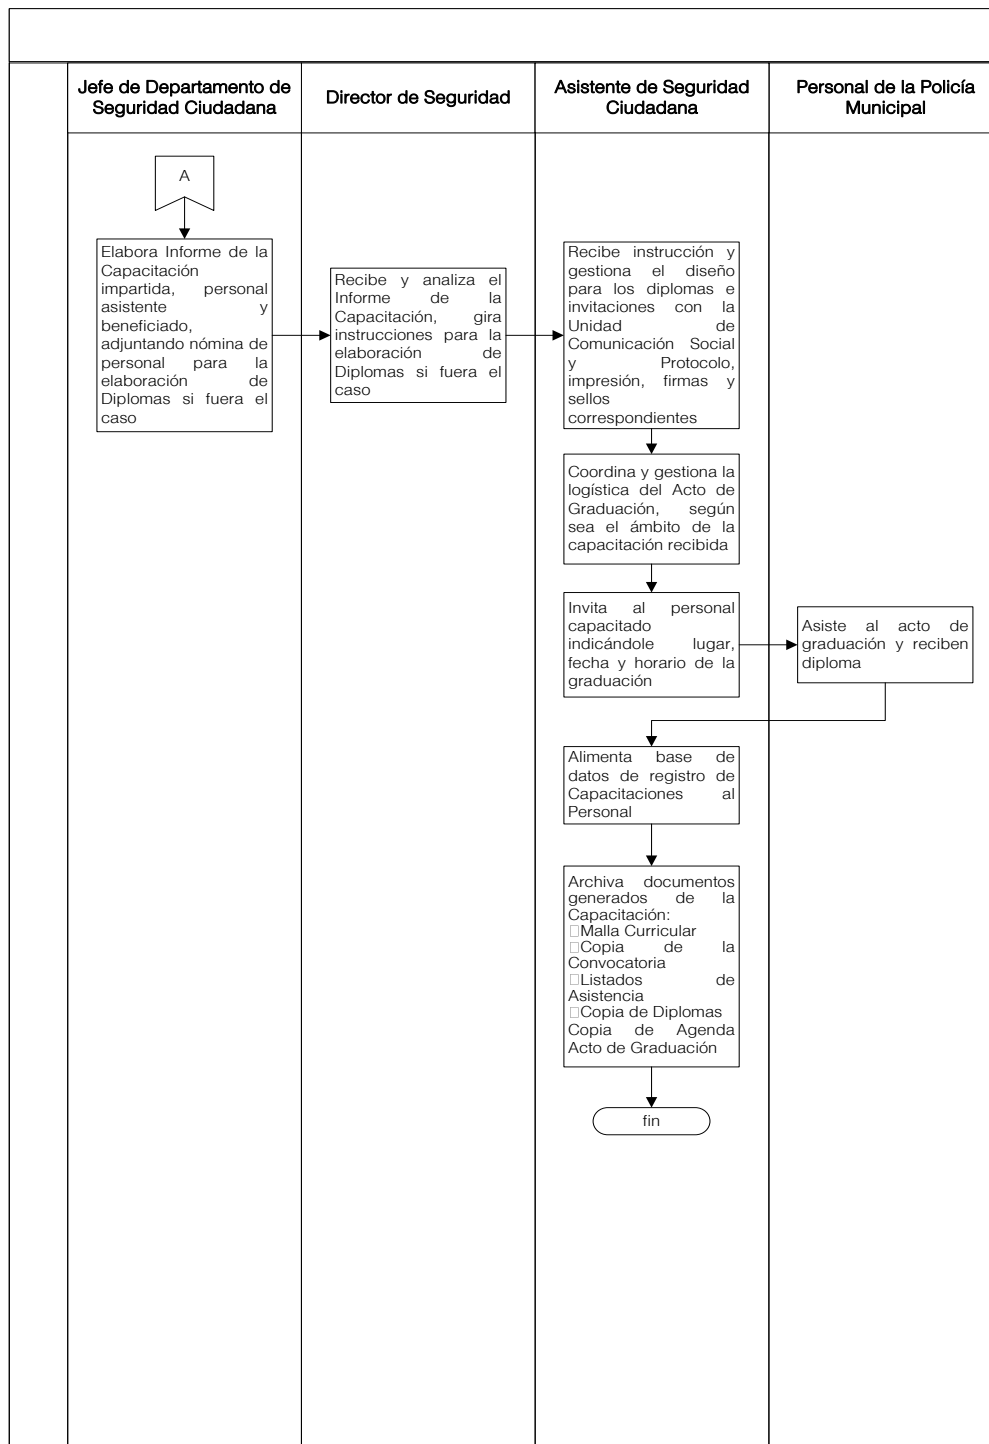 Jefe de Departamento de
Seguridad Ciudadana
Director de Seguridad
Asistente de Seguridad
Ciudadana
Personal de la Policía
Municipal
A
Elabora Informe de la
Capacitación
impartida, personal
asistente y
beneficiado,
adjuntando nómina de
personal para la
elaboración de
Diplomas si fuera el
caso
Recibe y analiza el
Informe de la
Capacitación, gira
instrucciones para la
elaboración de
Diplomas si fuera el
caso
Recibe instrucción y
gestiona el diseño
para los diplomas e
invitaciones con la
Unidad de
Comunicación Social
y Protocolo,
impresión, firmas y
sellos
correspondientes
Coordina y gestiona la
logística del Acto de
Graduación, según
sea el ámbito de la
capacitación recibida
Invita al personal
capacitado
indicándole lugar,
fecha y horario de la
graduación
Asiste al acto de
graduación y reciben
diploma
Alimenta base de
datos de registro de
Capacitaciones al
Personal
Archiva documentos
generados de la
Capacitación:
Malla Curricular
Copia de la
Convocatoria
Listados de
Asistencia
Copia de Diplomas
Copia de Agenda
Acto de Graduación
fin